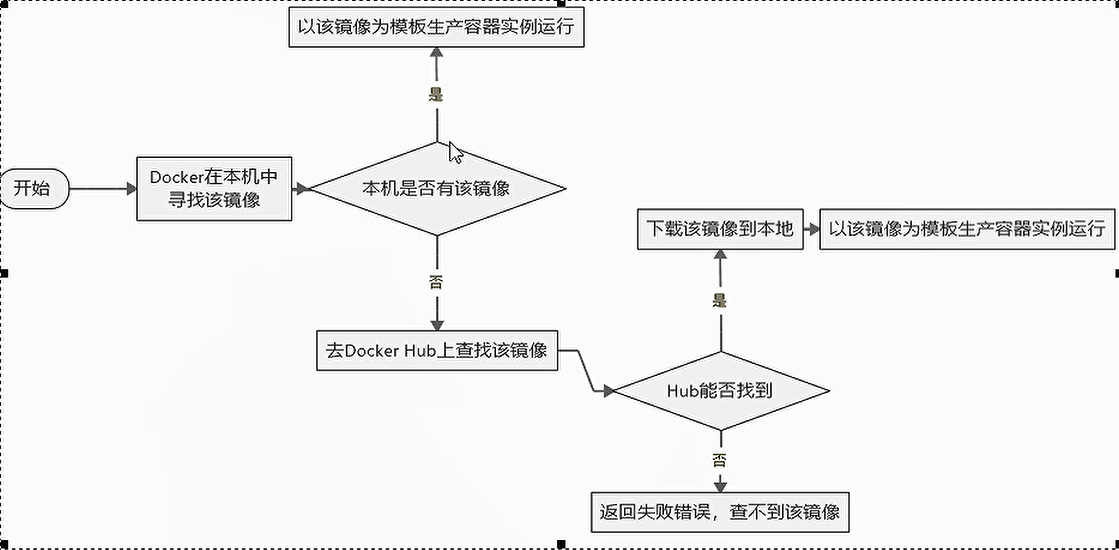 以该镜像为模板生产容器实例运行
是
开始
Docker在本机中
寻找该镜像
本机是否有该镜像
否
去Docker Hub上查找该镜像
下载该镜像到本地
以该镜像为模板生产容器实例运行
是
Hub能否找到
否
返回失败错误，查不到该镜像